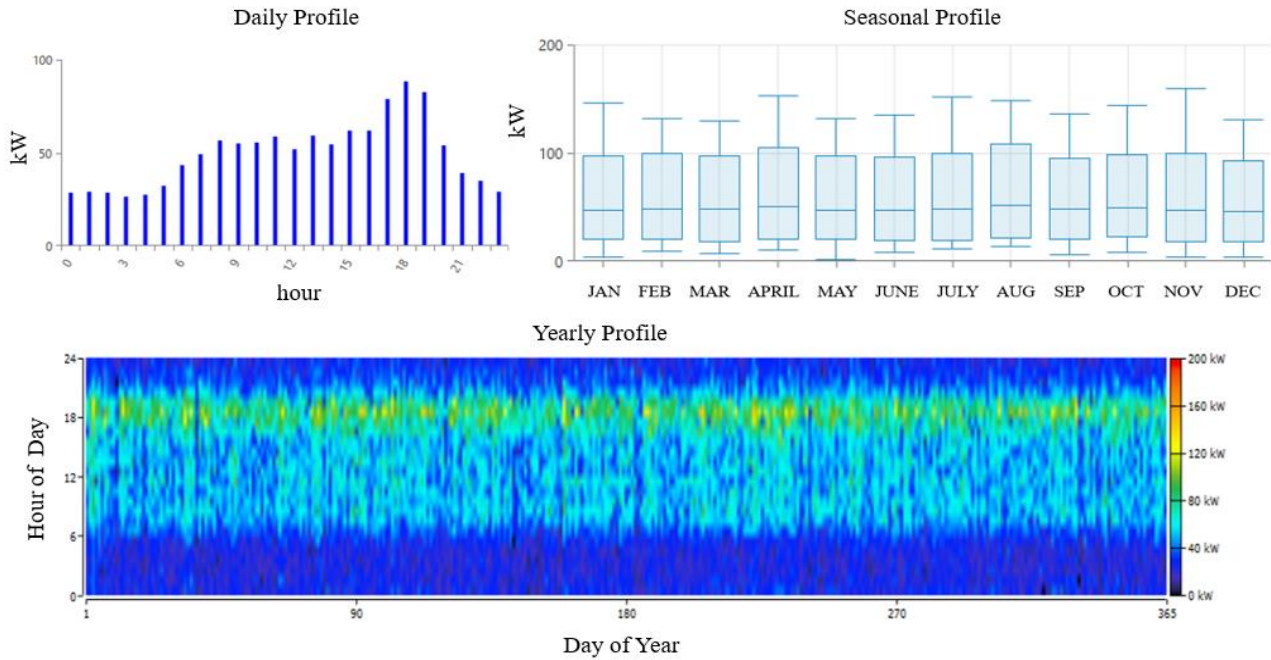 Daily Profile
100
50
0
kW
0
3
6
9
12
15
18
21
hour
Seasonal Profile
200
100
0
kW
JAN FEB MAR APRIL MAY JUNE JULY AUG SEP OCT NOV DEC
Yearly Profile
24
18
12
6
0
Hour of Day
1 90 180 270 365
Day of Year
200 kW
160 kW
120 kW
80 kW
40 kW
0 kW